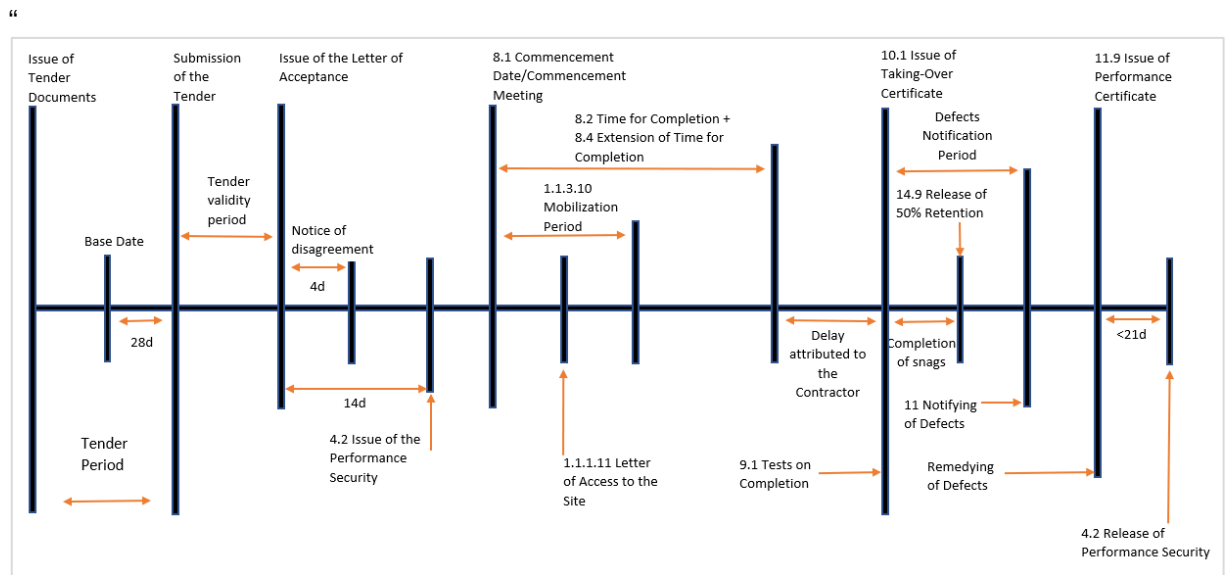 “
Issue of
Tender
Documents
Submission
of the
Tender
Issue of the Letter of
Acceptance
8.1 Commencement
Date/Commencement
Meeting
10.1 Issue of
Taking-Over
Certificate
11.9 Issue of
Performance
Certificate
8.2 Time for Completion +
8.4 Extension of Time for
Completion
Defects
Notification
Period
Tender
validity
period
1.1.3.10
Mobilization
Period
14.9 Release of
50% Retention
Base Date
Notice of
disagreement
4d
28d
Delay
attributed to
the
Contractor
Completion
of snags
<21d
14d
4.2 Issue of the
Performance
Security
11 Notifying
of Defects
Tender
Period
1.1.1.11 Letter
of Access to the
Site
9.1 Tests on
Completion
Remedying
of Defects
4.2 Release of
Performance Security